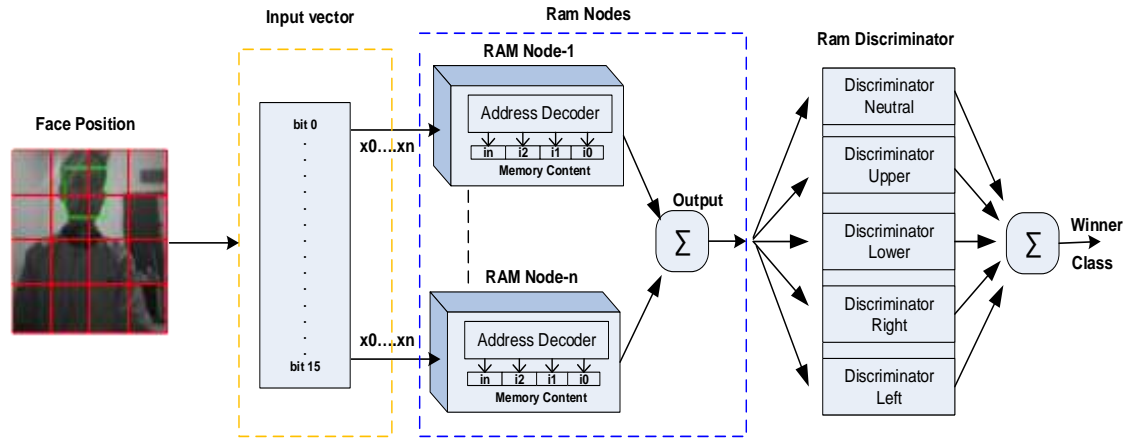 Input vector
Ram Nodes
Ram Discriminator
Face Position
bit 0
.
.
.
.
.
.
.
.
.
.
.
.
bit 15
x0....xn
x0....xn
RAM Node-1
Address Decoder
in i2 i1 i0
Memory Content
RAM Node-n
Address Decoder
in i2 i1 i0
Memory Content
Output
Σ
Discriminator
Neutral
Discriminator
Upper
Discriminator
Lower
Discriminator
Right
Discriminator
Left
Σ
Winner
Class